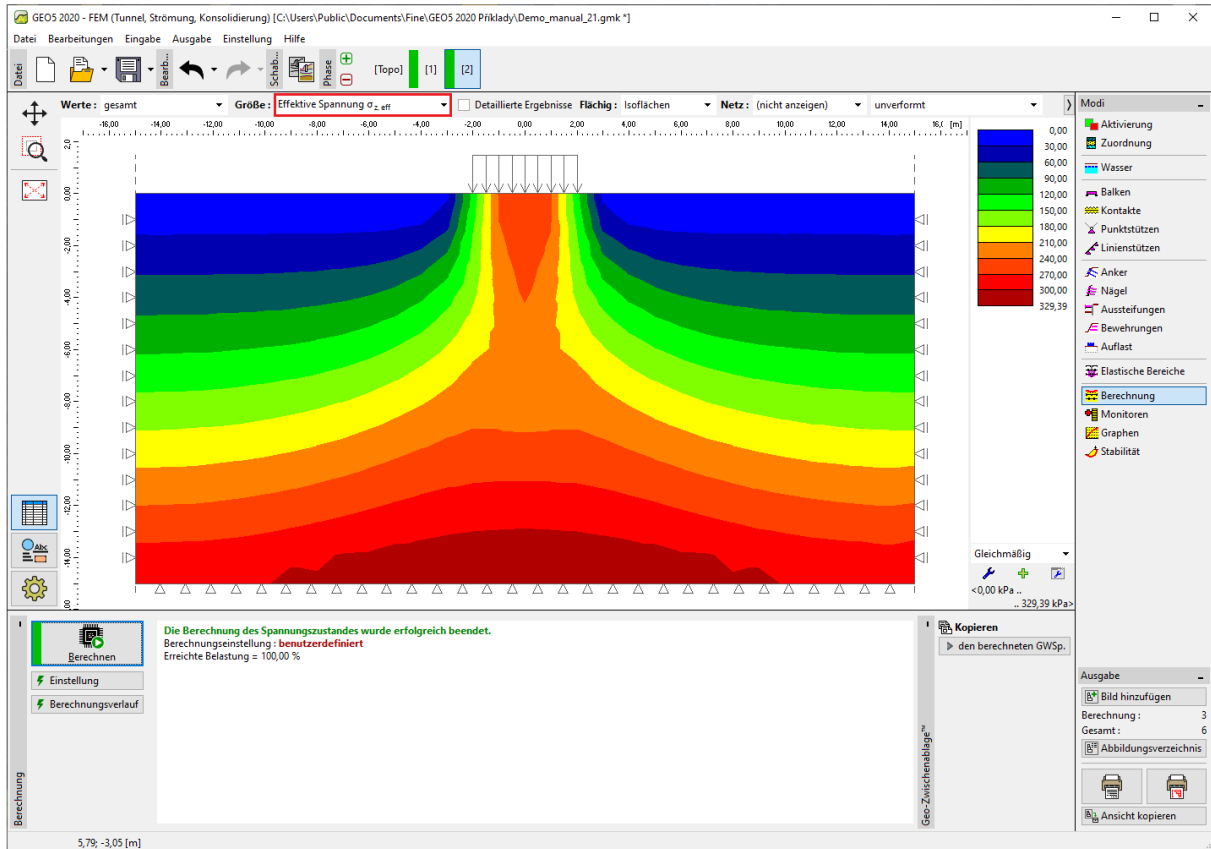 GEO5 2020 - FEM (Tunnel, Strömung, Konsolidierung) [C:\Users\Public\Documents\Fine\GEO5 2020 Příklady\Demo_manual_21.gmk *]
Datei Bearbeitungen Eingabe Ausgabe Einstellung Hilfe
Datei
Bearb...
Schab...
Phase
[Topo] [1] [2]
Werte : gesamt Größe : Effektive Spannung σz, eff Detaillierte Ergebnisse Flächig : Isoflächen Netz : (nicht anzeigen) unverformt
-16,00 -14,00 -12,00 -10,00 -8,00 -6,00 -4,00 -2,00 0,00 2,00 4,00 6,00 8,00 10,00 12,00 14,00 16,( [m]
2,0
0,00
-2,00
-4,00
-6,00
-8,00
-10,00
-12,00
-14,00
0,00
30,00
60,00
90,00
120,00
150,00
180,00
210,00
240,00
270,00
300,00
329,39
Gleichmäßig
<0,00 kPa ..
.. 329,39 kPa>
Modi
Aktivierung
Zuordnung
Wasser
Balken
Kontakte
Punktstützen
Linienstützen
Anker
Nägel
Aussteifungen
Bewehrungen
Auflast
Elastische Bereiche
Berechnung
Monitoren
Graphen
Stabilität
Abc
Berechnen
Einstellung
Berechnungsverlauf
Berechnung
Die Berechnung des Spannungszustandes wurde erfolgreich beendet.
Berechnungseinstellung : benutzerdefiniert
Erreichte Belastung = 100,00 %
Geo-Zwischenablage™
Kopieren
den berechneten GWSp.
Ausgabe
Bild hinzufügen
Berechnung : 3
Gesamt : 6
Abbildungsverzeichnis
Ansicht kopieren
5,79; -3,05 [m]